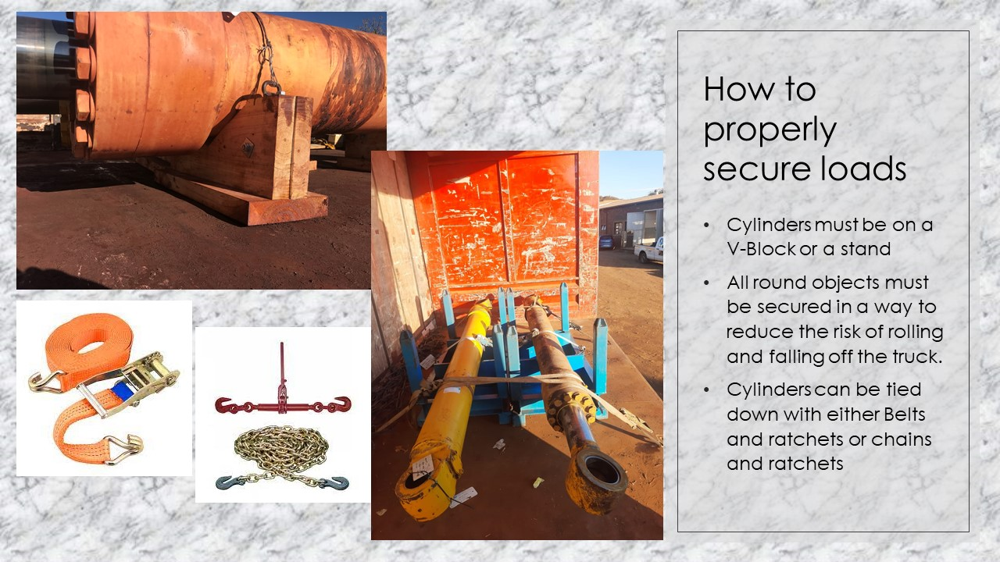 How to
properly
secure loads
• Cylinders must be on a
V-Block or a stand
• All round objects must
be secured in a way to
reduce the risk of rolling
and falling off the truck.
• Cylinders can be tied
down with either Belts
and ratchets or chains
and ratchets